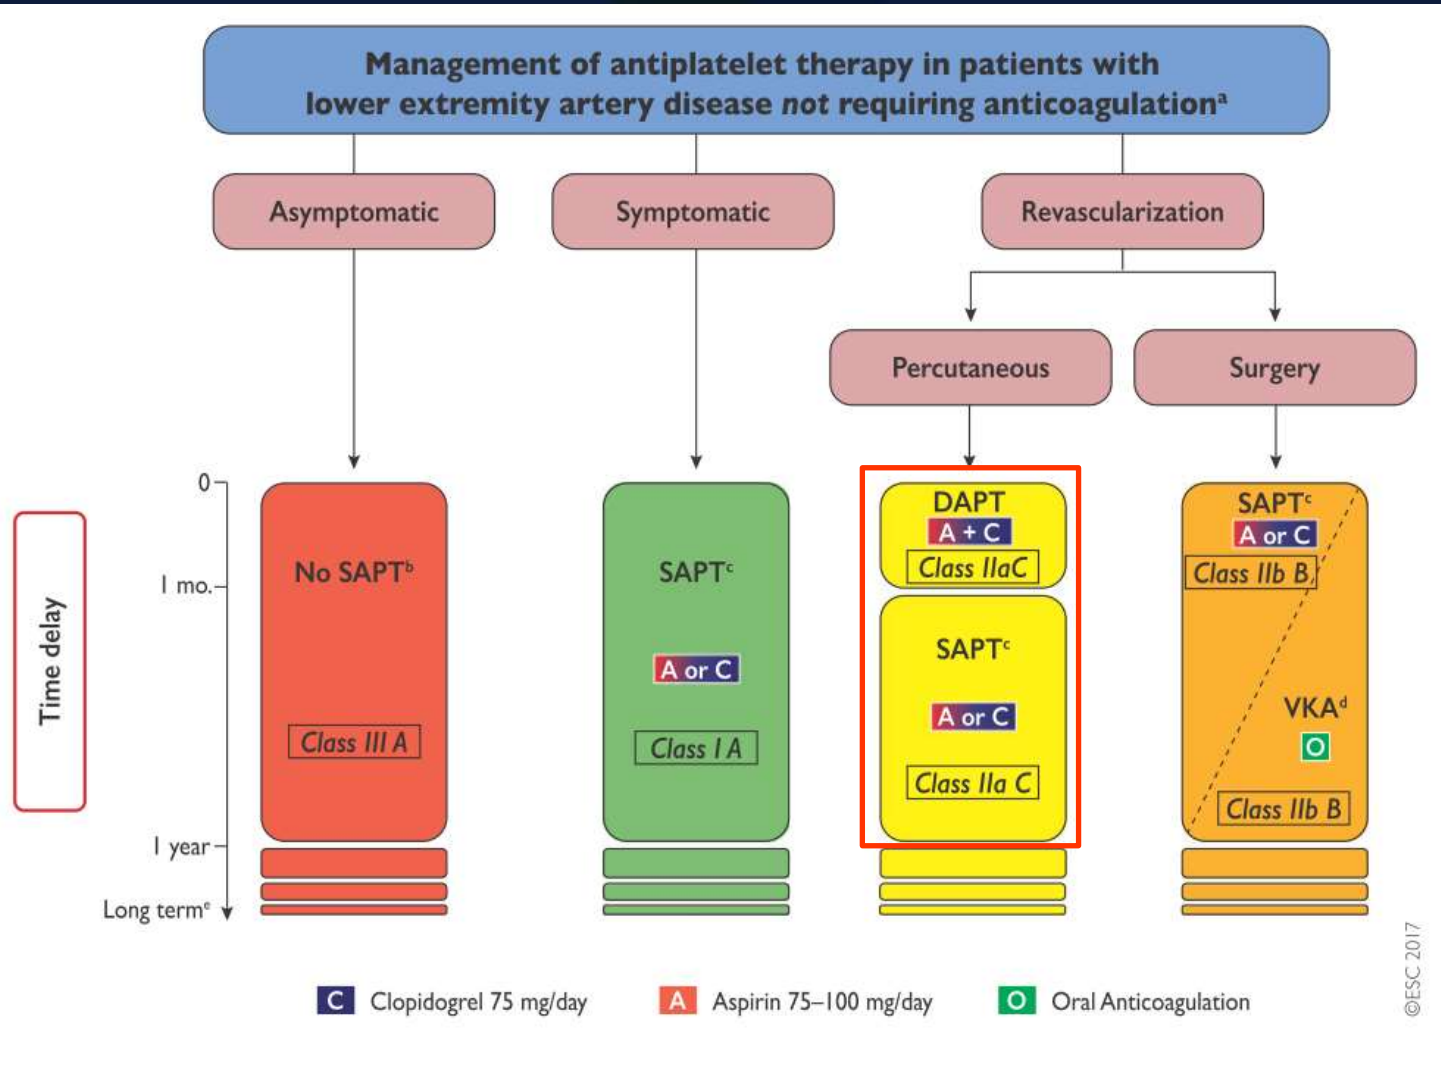 Management of antiplatelet therapy in patients with
lower extremity artery disease not requiring anticoagulationᵃ
Asymptomatic
Symptomatic
Revascularization
Percutaneous
Surgery
Time delay
0
1 mo.
1 year
Long termᵉ
No SAPTᵇ
Class III A
SAPTᶜ
A or C
Class I A
DAPT
A + C
Class IIaC
SAPTᶜ
A or C
Class IIa C
SAPTᶜ
A or C
Class IIb B
VKAᵈ
O
Class IIb B
C Clopidogrel 75 mg/day
A Aspirin 75–100 mg/day
O Oral Anticoagulation
©ESC 2017